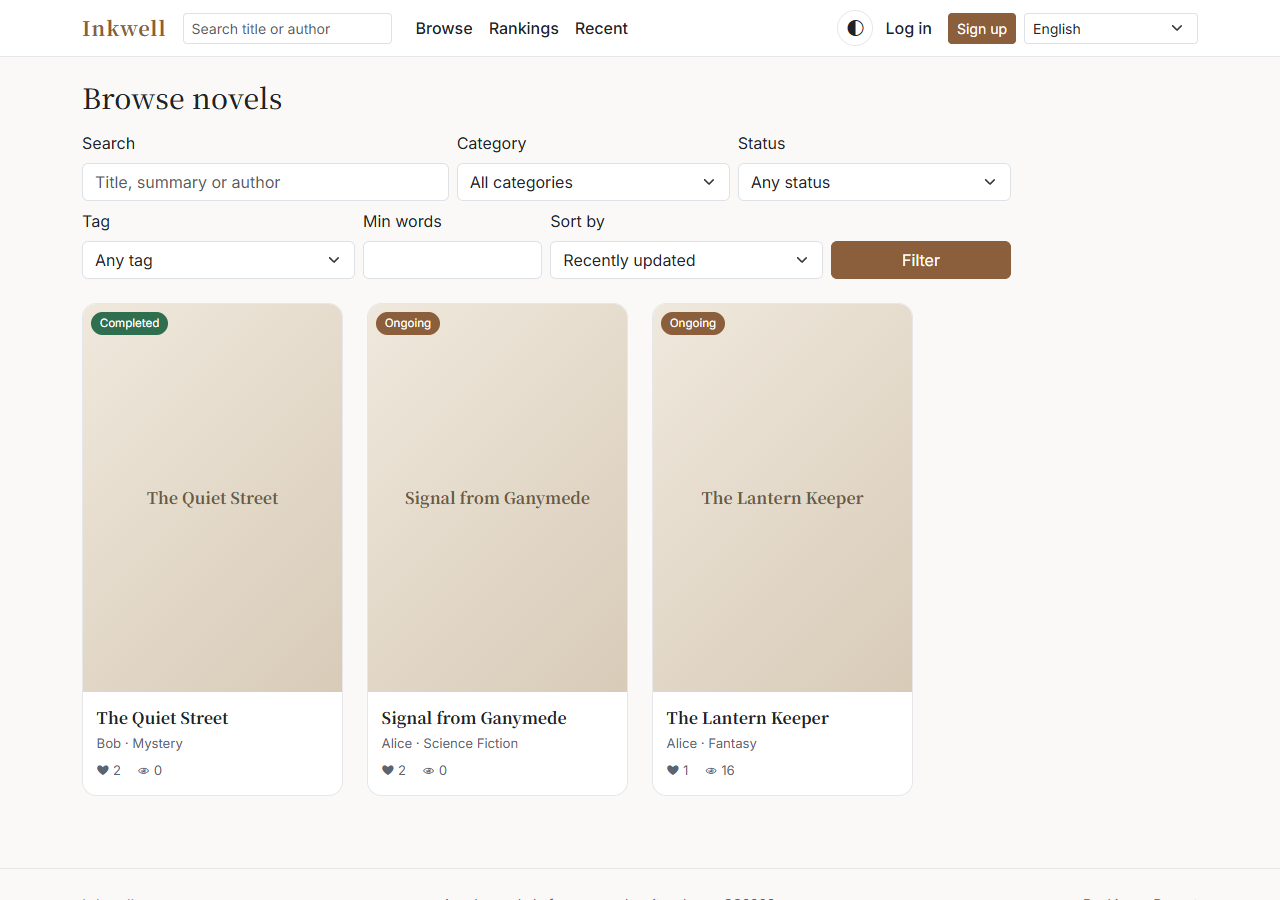 Inkwell Search title or author Browse Rankings Recent Log in Sign up English
Browse novels
Search Category Status
Title, summary or author All categories Any status
Tag Min words Sort by
Any tag Recently updated Filter
Completed Ongoing Ongoing
The Quiet Street Signal from Ganymede The Lantern Keeper
The Quiet Street Signal from Ganymede The Lantern Keeper
Bob · Mystery Alice · Science Fiction Alice · Fantasy
2 0 2 0 1 16